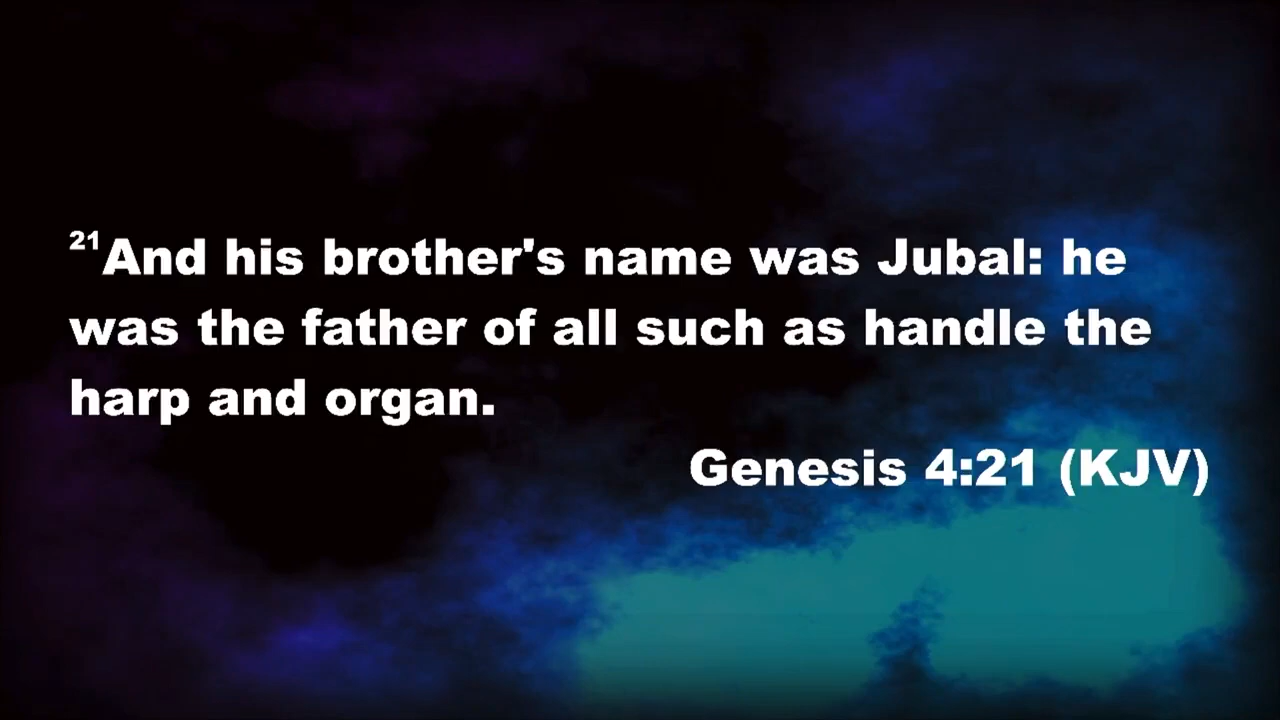 21And his brother's name was Jubal: he
was the father of all such as handle the
harp and organ.
Genesis 4:21 (KJV)